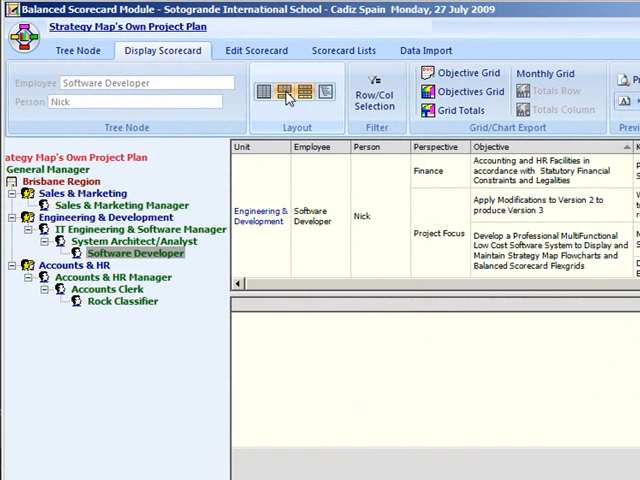 Balanced Scorecard Module - Sotogrande International School - Cadiz Spain Monday, 27 July 2009
Strategy Map's Own Project Plan
Tree Node Display Scorecard Edit Scorecard Scorecard Lists Data Import
Employee Software Developer
Person Nick
Tree Node
Layout
Row/Col
Selection
Filter
Objective Grid
Objectives Grid
Grid Totals
Monthly Grid
Totals Row
Totals Column
Grid/Chart Export
ategy Map's Own Project Plan
General Manager
Brisbane Region
Sales & Marketing
Sales & Marketing Manager
Engineering & Development
IT Engineering & Software Manager
System Architect/Analyst
Software Developer
Accounts & HR
Accounts & HR Manager
Accounts Clerk
Rock Classifier
Unit Employee Person Perspective Objective
Engineering &
Development
Software
Developer
Nick
Finance
Accounting and HR Facilities in
accordance with Statutory Financial
Constraints and Legalities
Project Focus
Apply Modifications to Version 2 to
produce Version 3
Develop a Professional MultiFunctional
Low Cost Software System to Display and
Maintain Strategy Map Flowcharts and
Balanced Scorecard Flexgrids